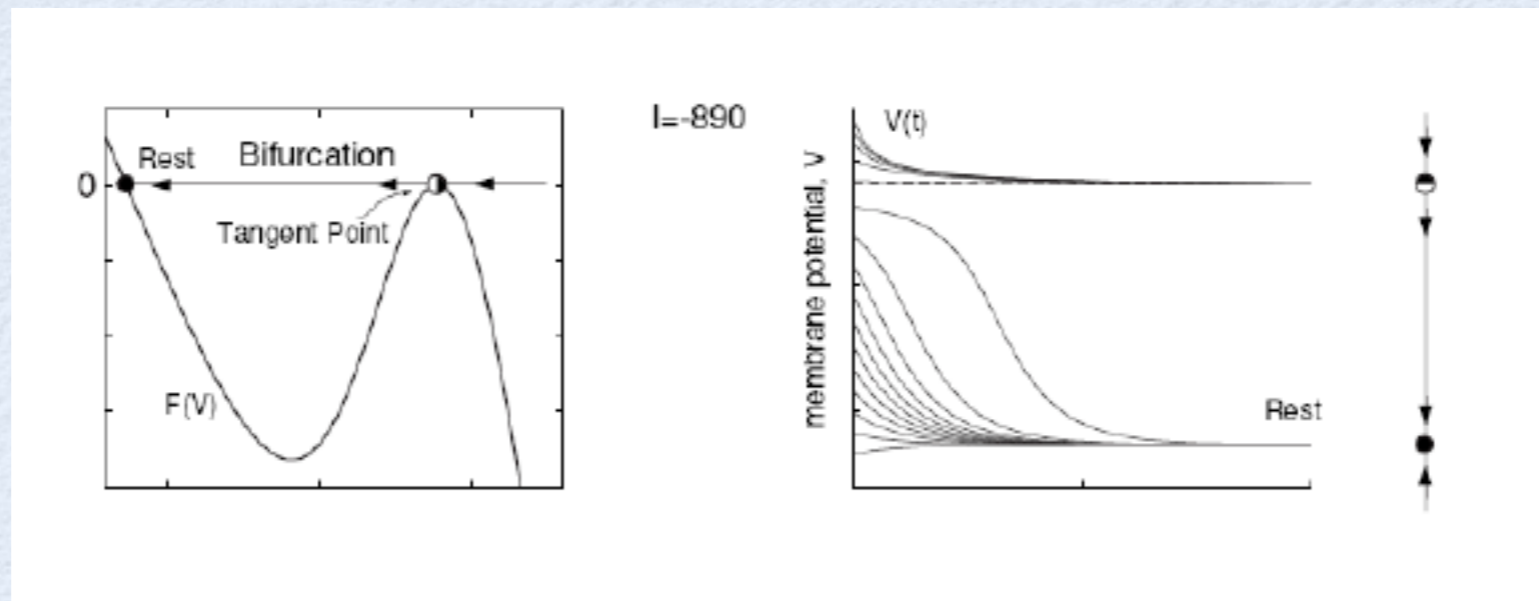 I=-890
Rest
Bifurcation
0
Tangent Point
F(V)
membrane potential, V
V(t)
Rest